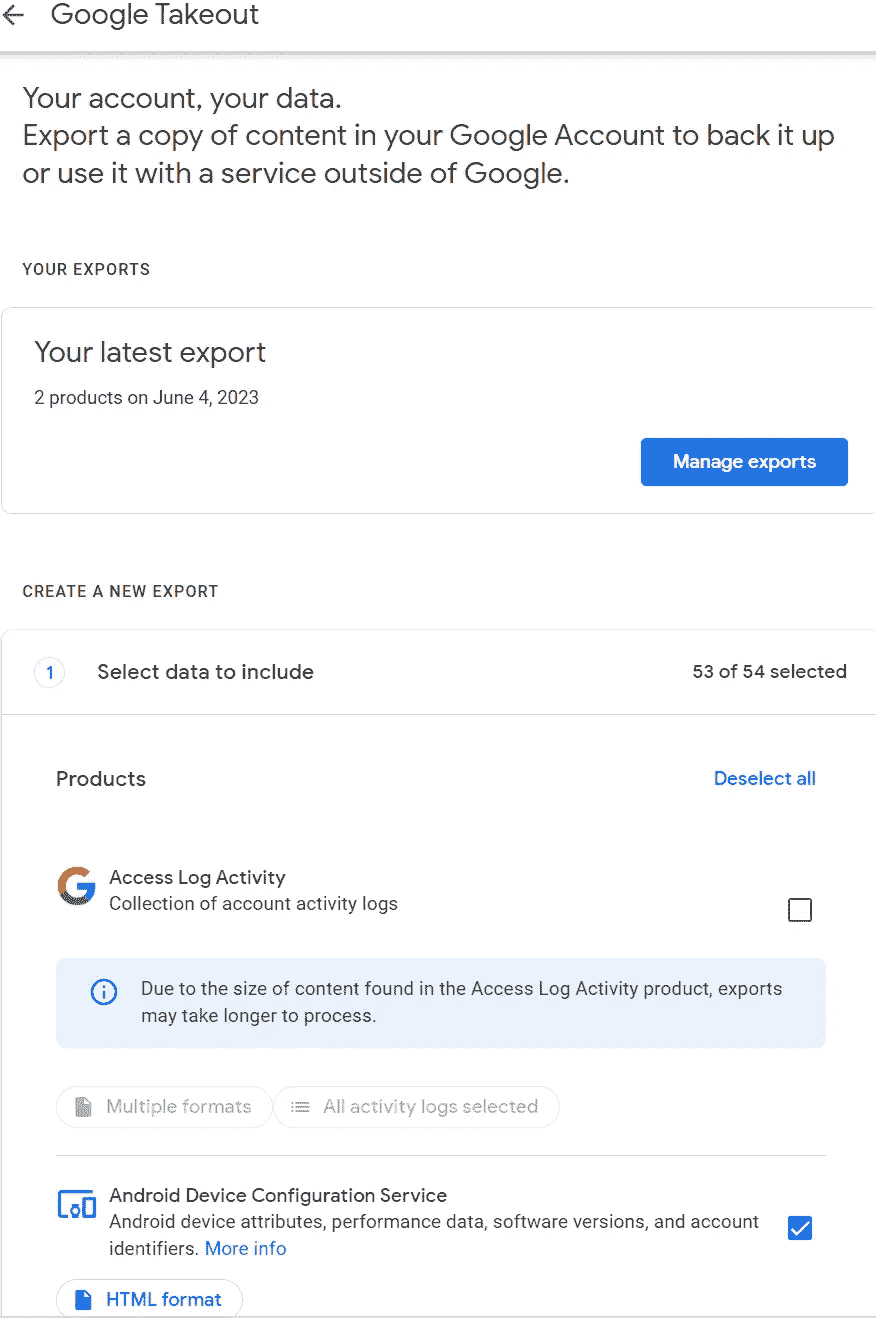 Google Takeout
Your account, your data.
Export a copy of content in your Google Account to back it up
or use it with a service outside of Google.
YOUR EXPORTS
Your latest export
2 products on June 4, 2023
Manage exports
CREATE A NEW EXPORT
1 Select data to include 53 of 54 selected
Products Deselect all
Access Log Activity
Collection of account activity logs
Due to the size of content found in the Access Log Activity product, exports
may take longer to process.
Multiple formats All activity logs selected
Android Device Configuration Service
Android device attributes, performance data, software versions, and account
identifiers. More info
HTML format